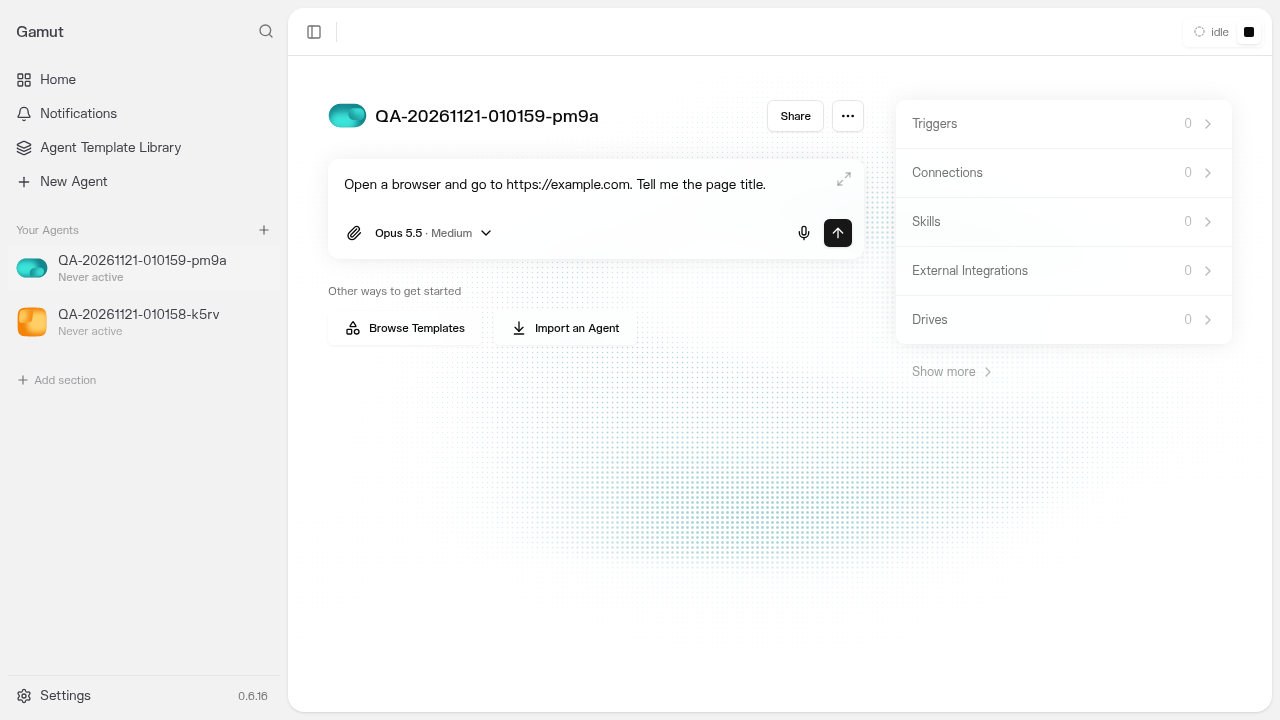 Gamut
Home
Notifications
Agent Template Library
New Agent
Your Agents
QA-20261121-010159-pm9a
Never active
QA-20261121-010158-k5rv
Never active
Add section
Settings
0.6.16
idle
QA-20261121-010159-pm9a
Share
Open a browser and go to https://example.com. Tell me the page title.
Opus 5.5 · Medium
Other ways to get started
Browse Templates
Import an Agent
Triggers 0
Connections 0
Skills 0
External Integrations 0
Drives 0
Show more